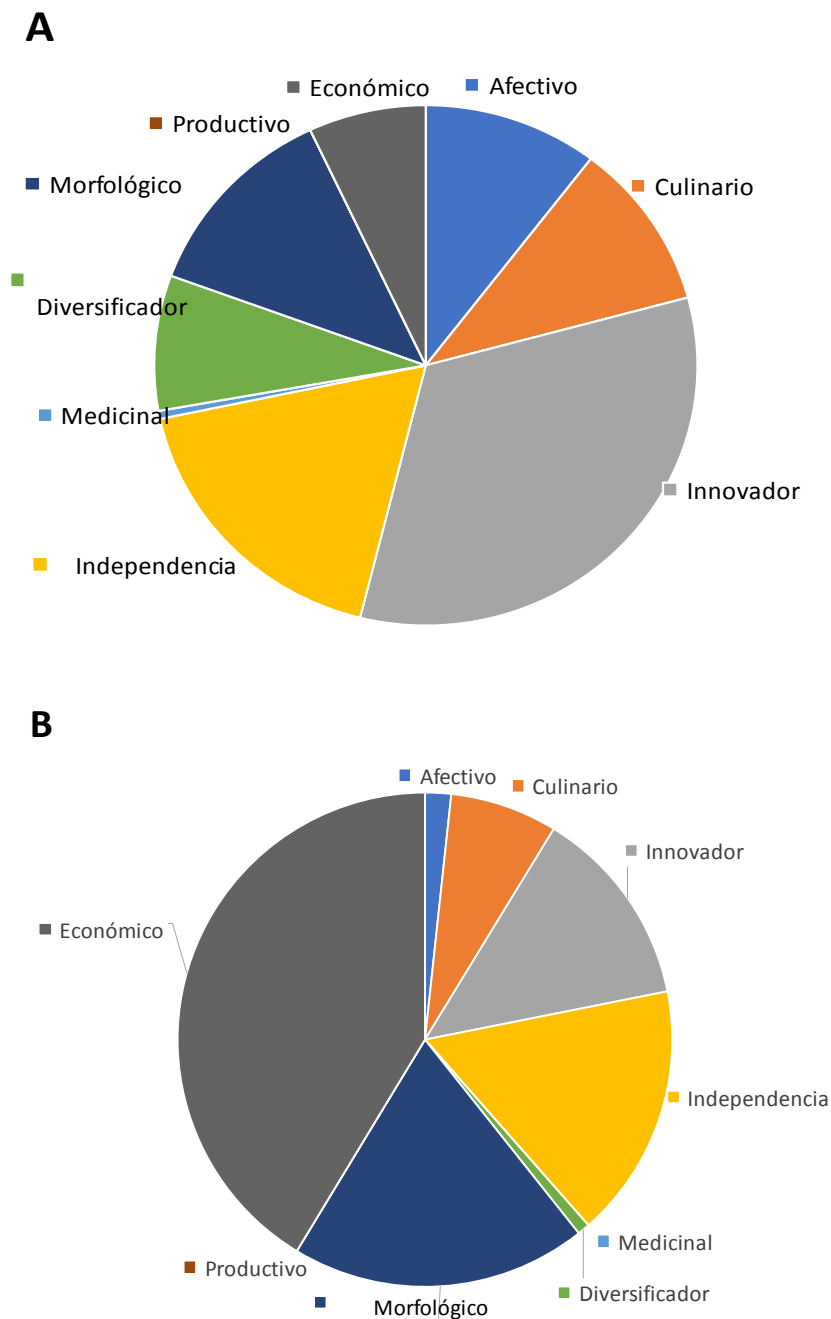 A
Económico
Afectivo
Productivo
Morfológico
Culinario
Diversificador
Medicinal
Innovador
Independencia
B
Afectivo
Culinario
Innovador
Económico
Independencia
Medicinal
Productivo
Diversificador
Morfológico